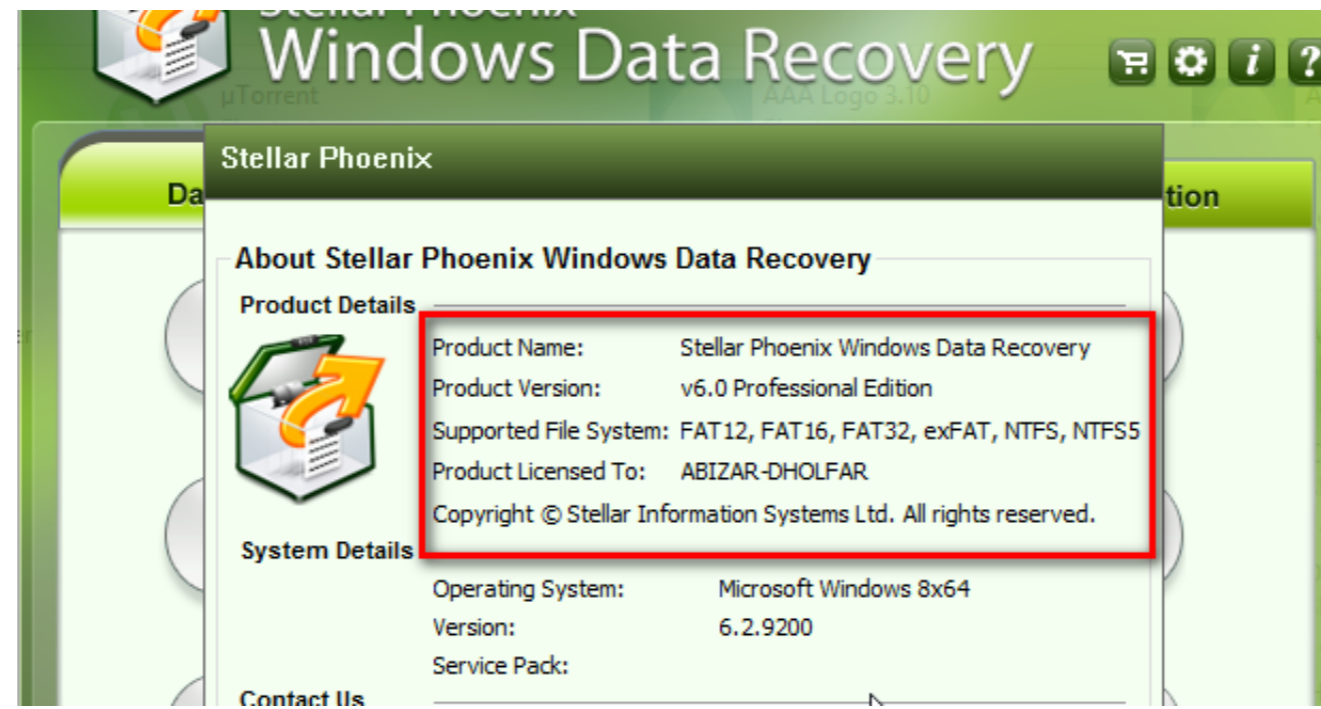 Stellar Phoenix
Windows Data Recovery
i ?
µTorrent AAA Logo 3.10
Stellar Phoenix
Da tion
About Stellar Phoenix Windows Data Recovery
Product Details
Product Name: Stellar Phoenix Windows Data Recovery
Product Version: v6.0 Professional Edition
Supported File System: FAT12, FAT16, FAT32, exFAT, NTFS, NTFS5
Product Licensed To: ABIZAR-DHOLFAR
Copyright © Stellar Information Systems Ltd. All rights reserved.
System Details
Operating System: Microsoft Windows 8x64
Version: 6.2.9200
Service Pack:
Contact Us